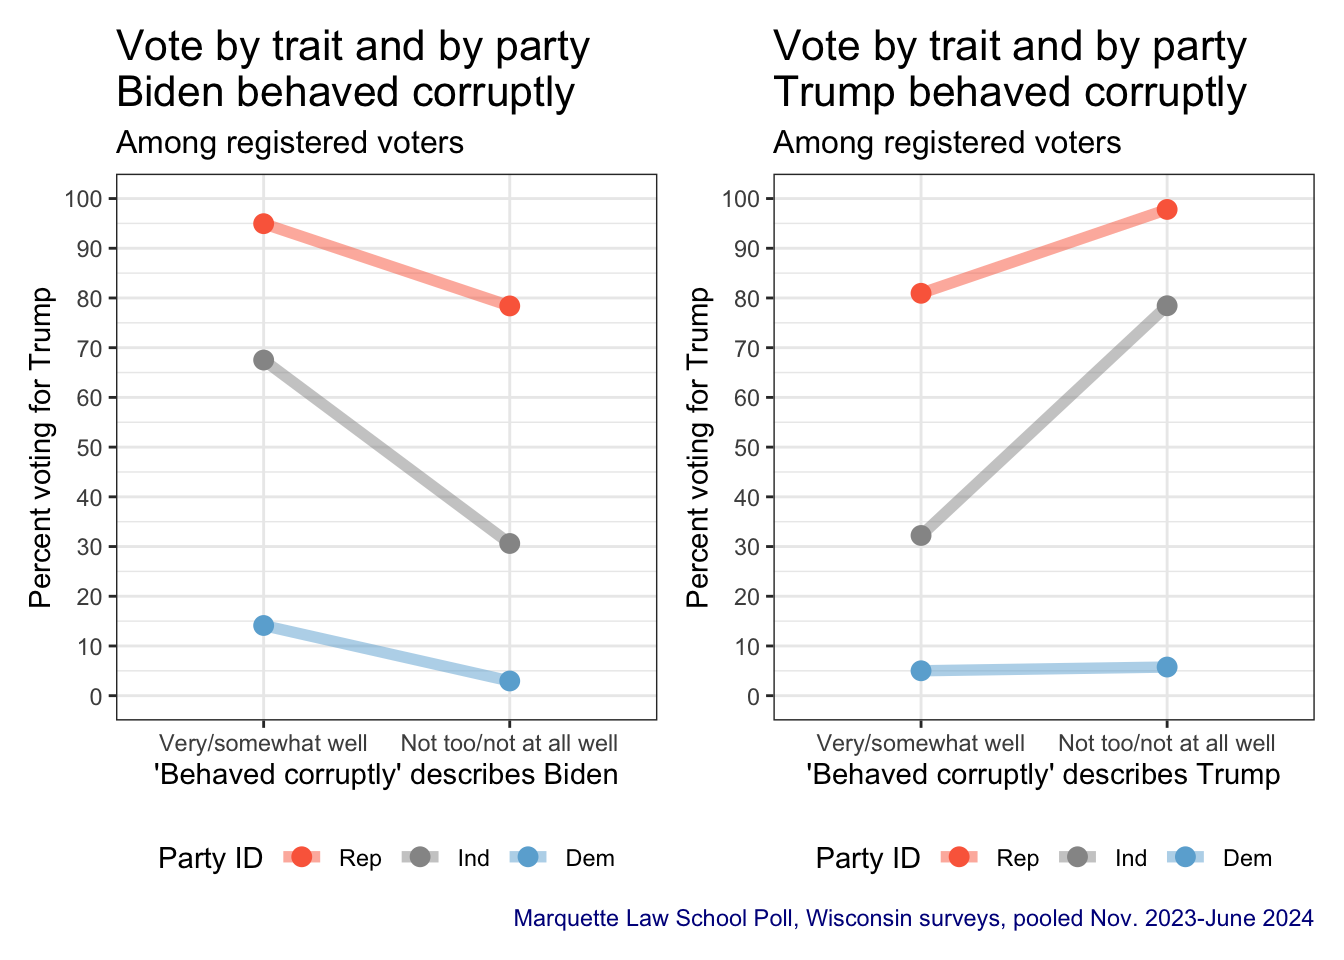 Vote by trait and by party
Biden behaved corruptly
Among registered voters
100
90
80
70
60
50
40
30
20
10
0
Percent voting for Trump
Very/somewhat well
Not too/not at all well
'Behaved corruptly' describes Biden
Party ID Rep Ind Dem
Vote by trait and by party
Trump behaved corruptly
Among registered voters
100
90
80
70
60
50
40
30
20
10
0
Percent voting for Trump
Very/somewhat well
Not too/not at all well
'Behaved corruptly' describes Trump
Party ID Rep Ind Dem
Marquette Law School Poll, Wisconsin surveys, pooled Nov. 2023-June 2024